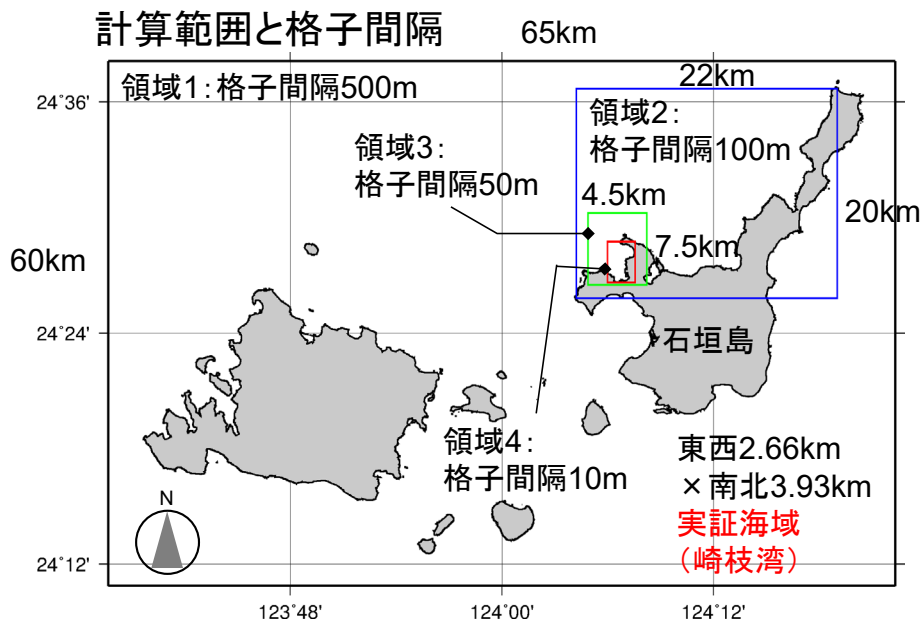 計算範囲と格子間隔
65km
領域1:格子間隔500m
22km
24°36'
領域2:
格子間隔100m
領域3:
格子間隔50m
4.5km
20km
7.5km
60km
24°24'
石垣島
領域4:
格子間隔10m
東西2.66km
×南北3.93km
実証海域
(崎枝湾)
N
24°12'
123°48'
124°00'
124°12'